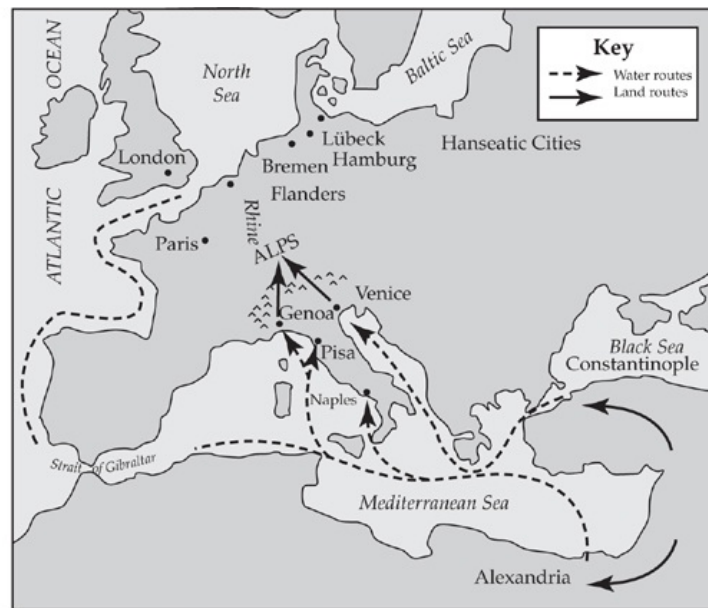 Key
Water routes
Land routes
OCEAN
ATLANTIC
North
Sea
Baltic Sea
London
Lübeck
Hamburg
Bremen
Hanseatic Cities
Flanders
Rhine
Paris
ALPS
Venice
Genoa
Pisa
Naples
Black Sea
Constantinople
Strait of Gibraltar
Mediterranean Sea
Alexandria